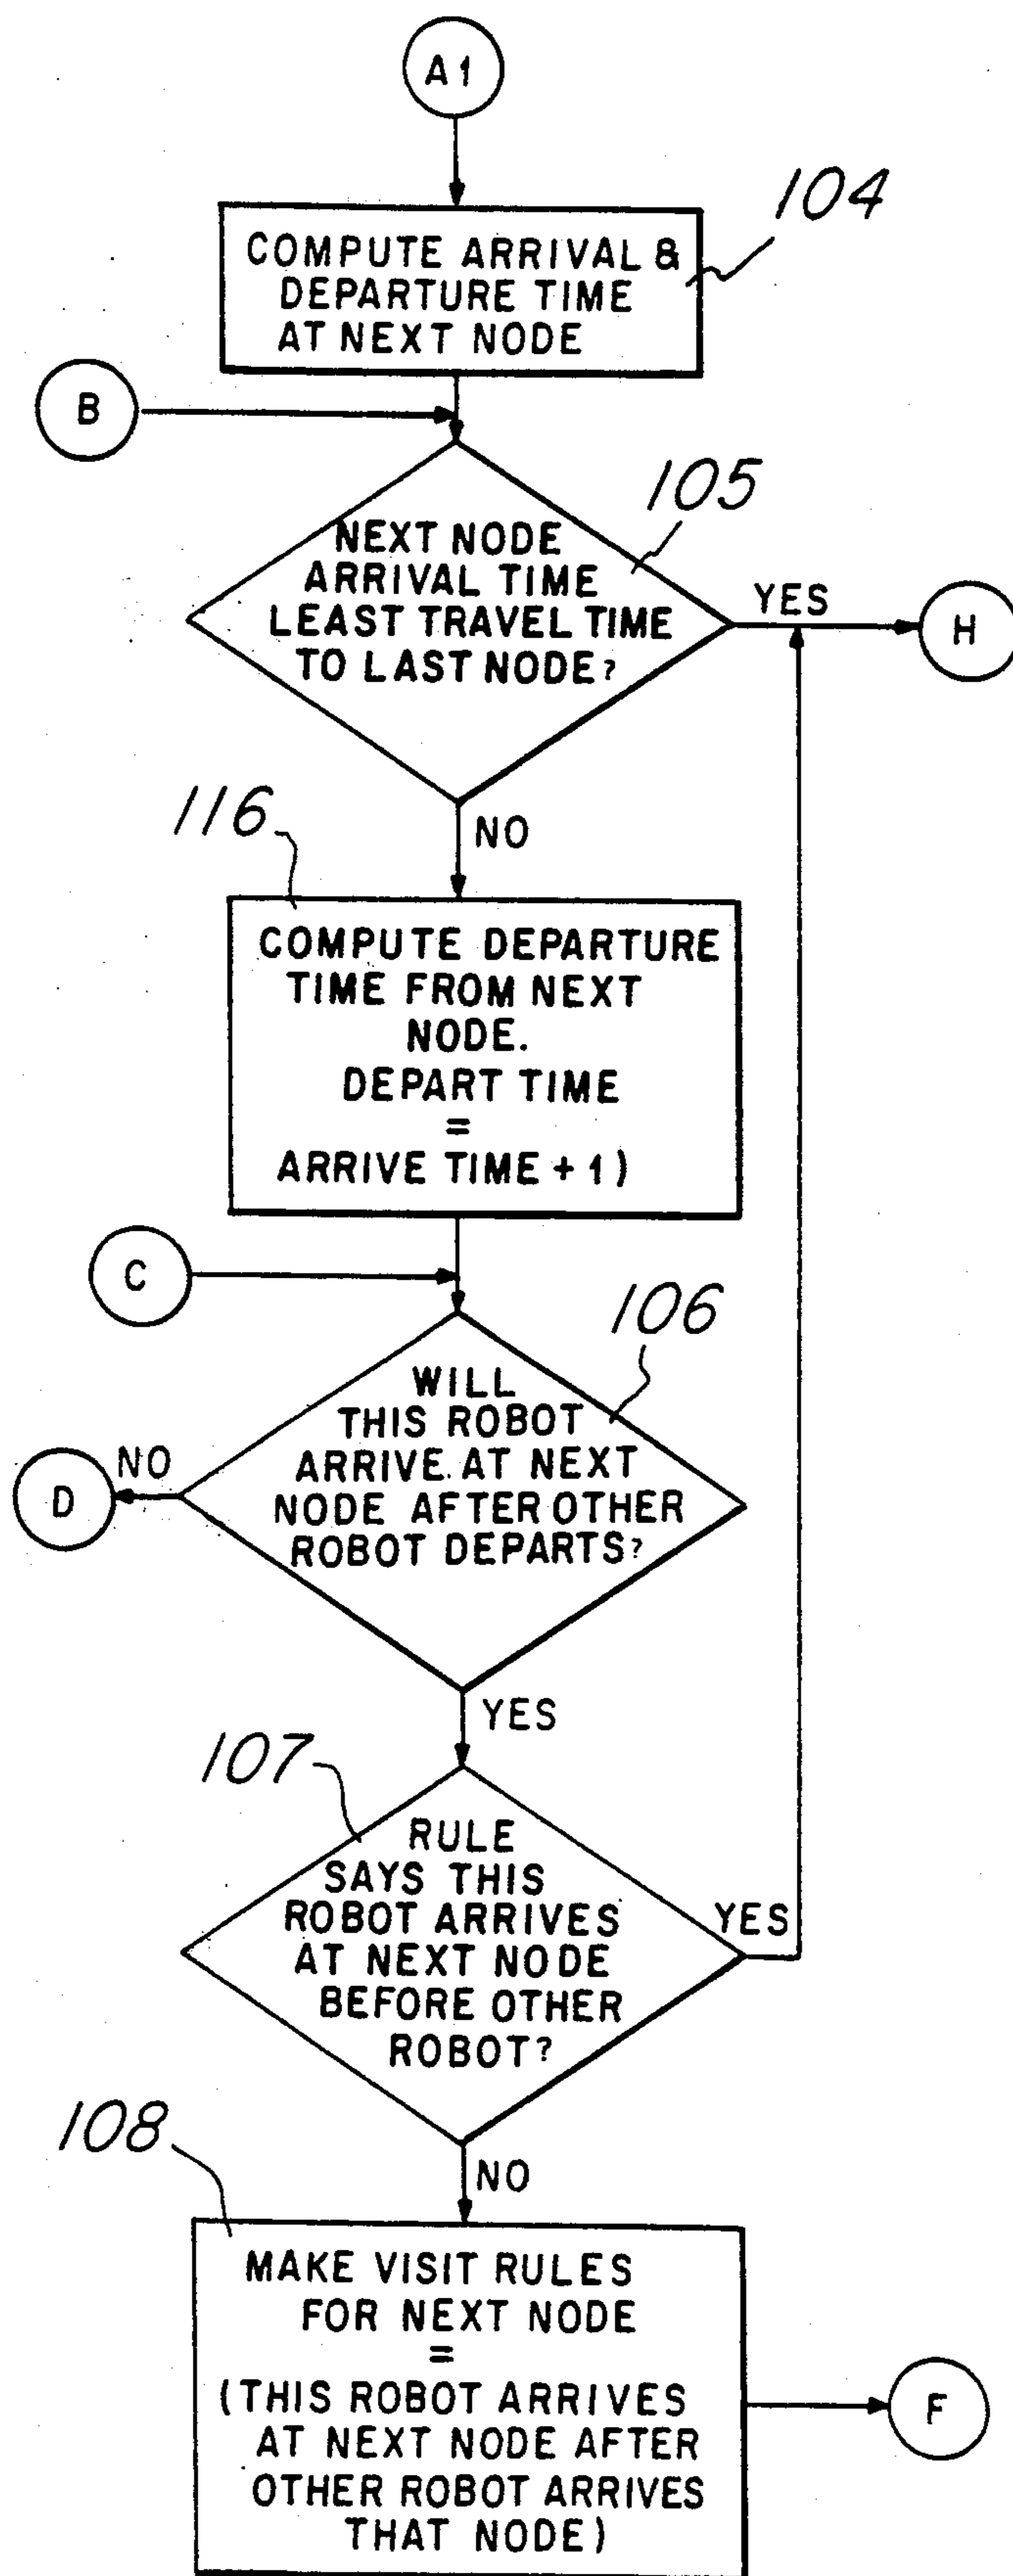 A1
104
COMPUTE ARRIVAL &
DEPARTURE TIME
AT NEXT NODE
B
105
NEXT NODE
ARRIVAL TIME
LEAST TRAVEL TIME
TO LAST NODE?
YES
H
116
NO
COMPUTE DEPARTURE
TIME FROM NEXT
NODE.
DEPART TIME
=
ARRIVE TIME + 1)
C
106
WILL
THIS ROBOT
ARRIVE AT NEXT
NODE AFTER OTHER
ROBOT DEPARTS?
NO
D
YES
107
RULE
SAYS THIS
ROBOT ARRIVES
AT NEXT NODE
BEFORE OTHER
ROBOT?
YES
108
NO
MAKE VISIT RULES
FOR NEXT NODE
=
(THIS ROBOT ARRIVES
AT NEXT NODE AFTER
OTHER ROBOT ARRIVES
THAT NODE)
F